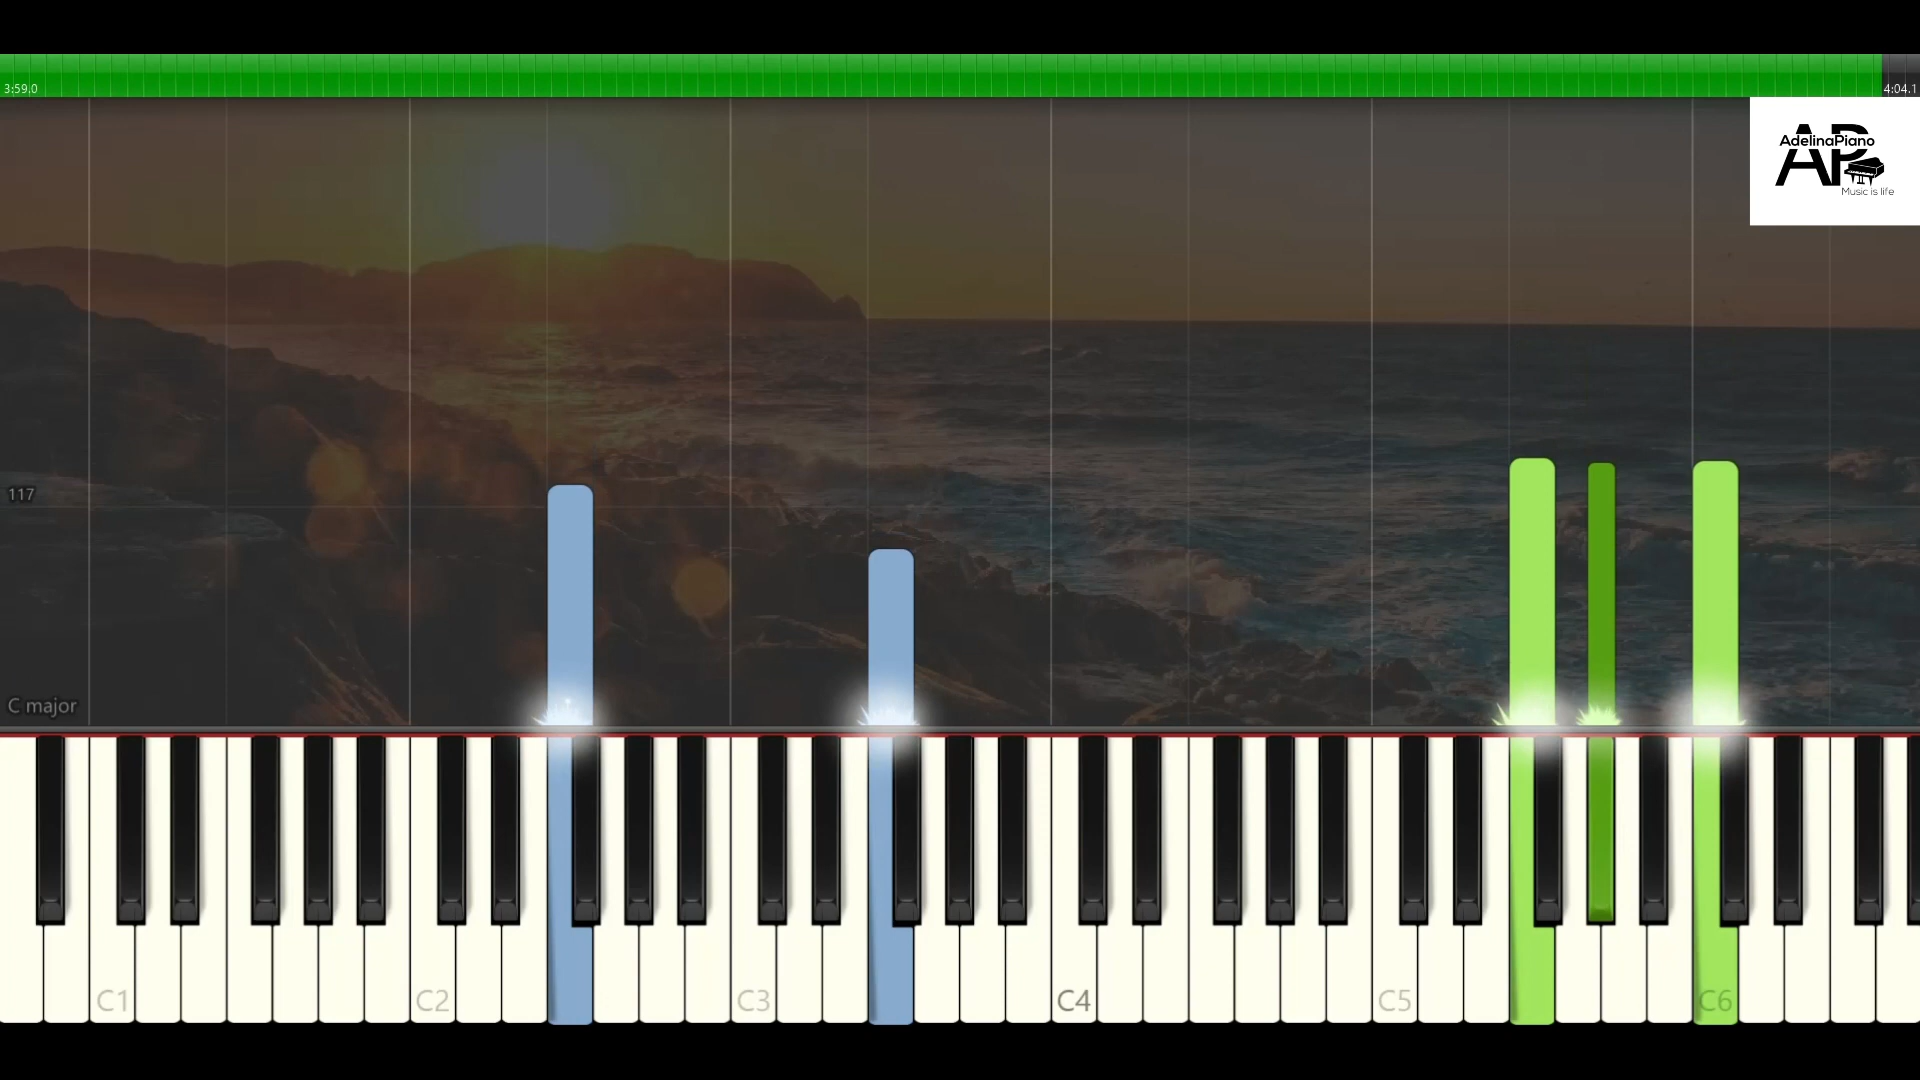 3:59.0
4:04.1
AdelinaPiano
AP
Music is life
117
C major
C1
C2
C3
C4
C5
C6